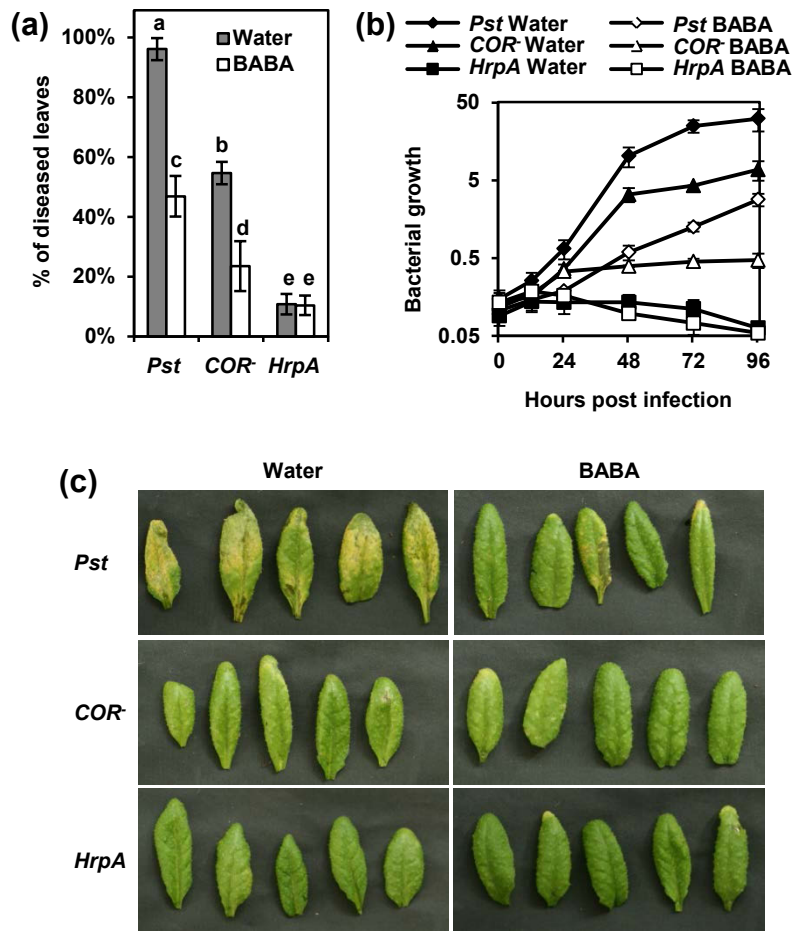 (a)
% of diseased leaves
100%
80%
60%
40%
20%
0%
Water
BABA
a
c
b
d
e e
Pst COR- HrpA
(b)
Pst Water Pst BABA
COR- Water COR- BABA
HrpA Water HrpA BABA
Bacterial growth
50
5
0.5
0.05
0 24 48 72 96
Hours post infection
(c)
Water BABA
Pst
COR-
HrpA